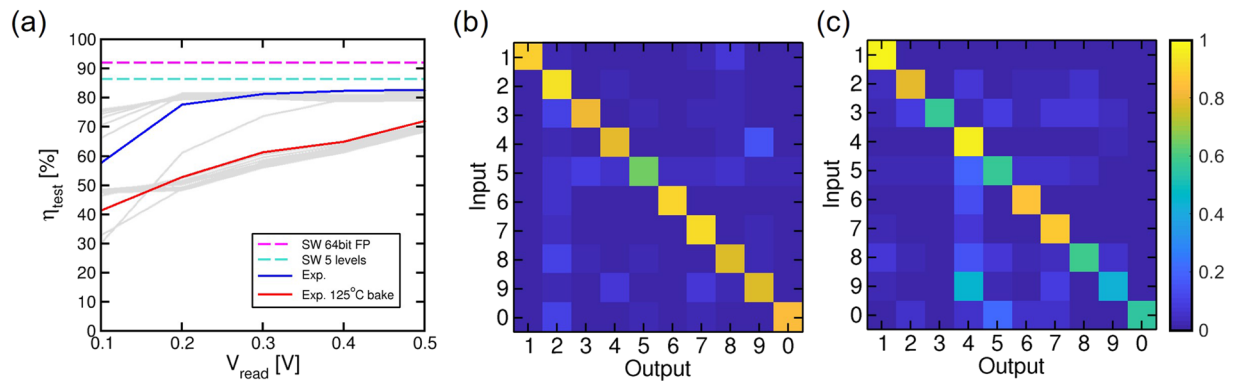 (a)
100
90
80
70
60
50
40
30
20
10
0
η_test [%]
SW 64bit FP
SW 5 levels
Exp.
Exp. 125°C bake
0.1 0.2 0.3 0.4 0.5
V_read [V]
(b)
Input
1
2
3
4
5
6
7
8
9
0
1 2 3 4 5 6 7 8 9 0
Output
(c)
Input
1
2
3
4
5
6
7
8
9
0
1 2 3 4 5 6 7 8 9 0
Output
1
0.8
0.6
0.4
0.2
0